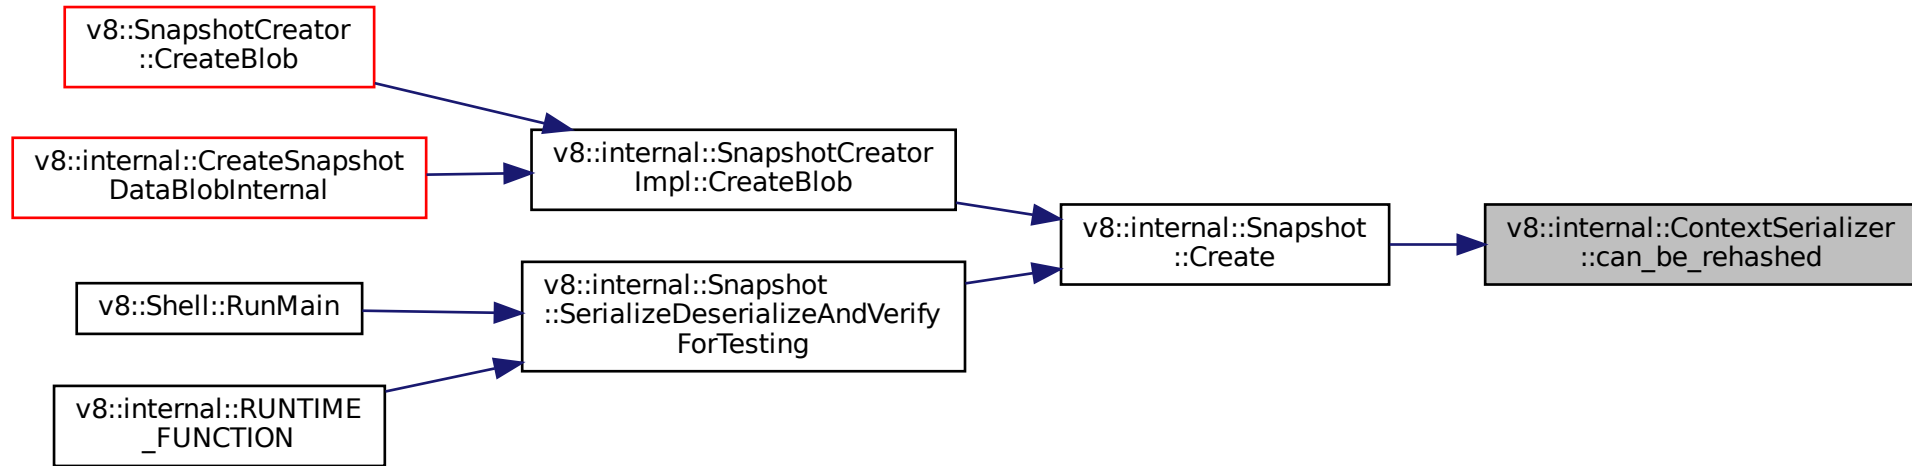 v8::SnapshotCreator
::CreateBlob
v8::internal::CreateSnapshot
DataBlobInternal
v8::internal::SnapshotCreator
Impl::CreateBlob
v8::internal::Snapshot
::Create
v8::internal::ContextSerializer
::can_be_rehashed
v8::internal::Snapshot
::SerializeDeserializeAndVerify
ForTesting
v8::Shell::RunMain
v8::internal::RUNTIME
_FUNCTION